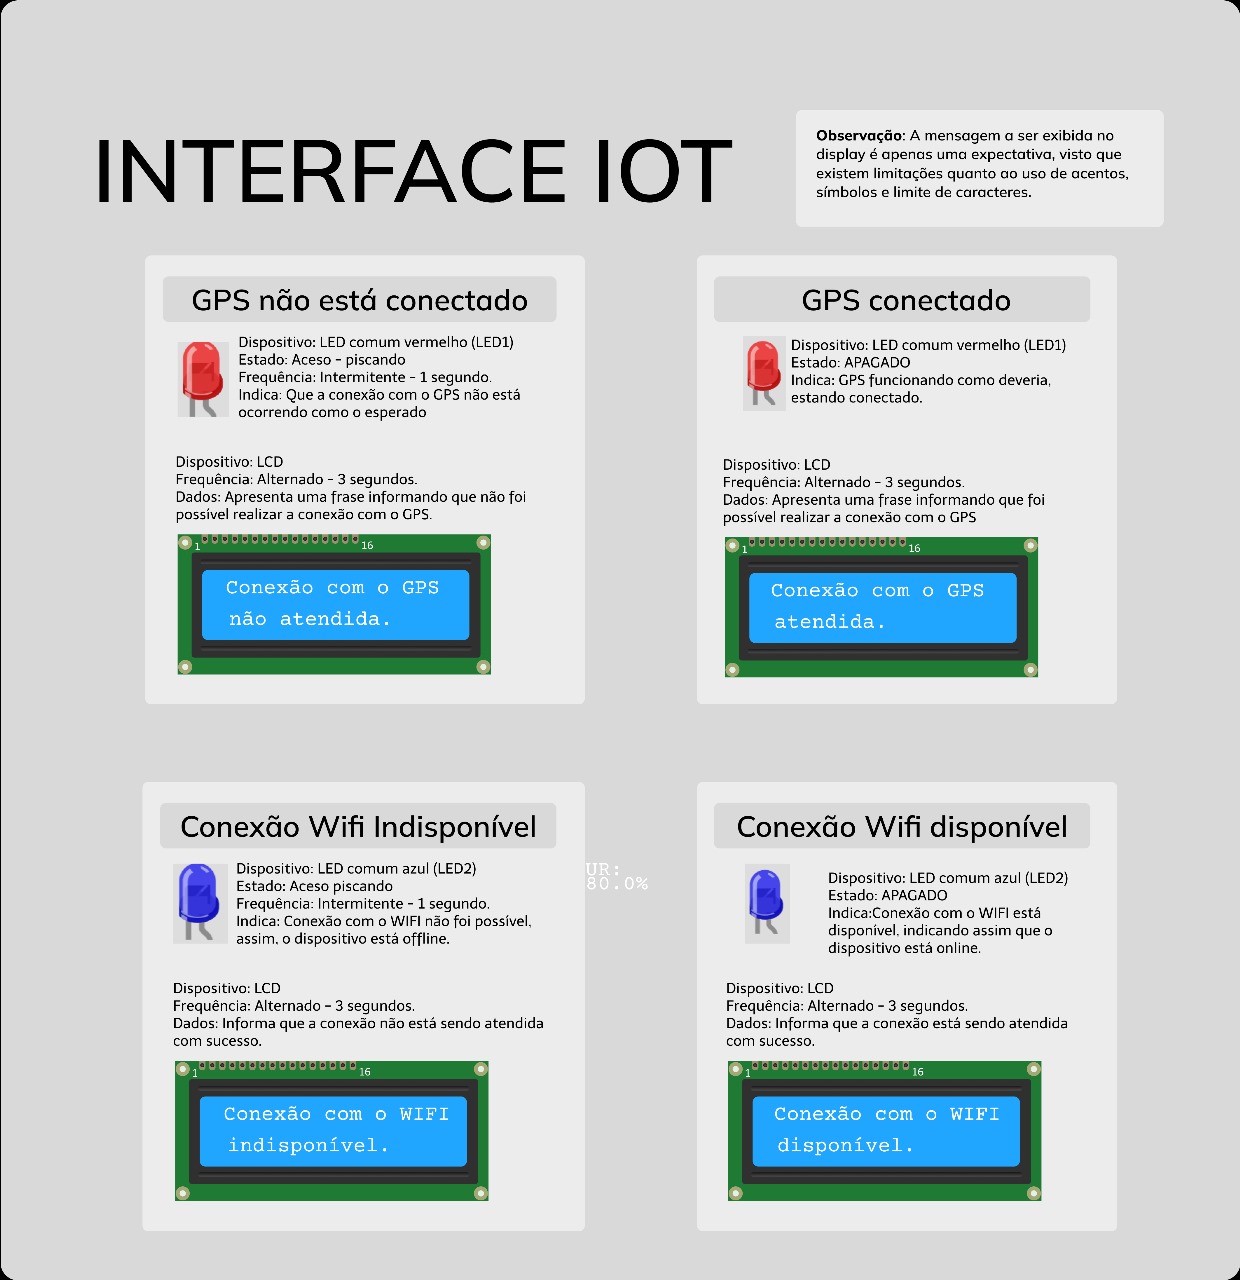 INTERFACE IOT
Observação: A mensagem a ser exibida no
display é apenas uma expectativa, visto que
existem limitações quanto ao uso de acentos,
símbolos e limite de caracteres.
GPS não está conectado
Dispositivo: LED comum vermelho (LED1)
Estado: Aceso - piscando
Frequência: Intermitente - 1 segundo.
Indica: Que a conexão com o GPS não está
ocorrendo como o esperado
Dispositivo: LCD
Frequência: Alternado - 3 segundos.
Dados: Apresenta uma frase informando que não foi
possível realizar a conexão com o GPS.
1 16
Conexão com o GPS
não atendida.
GPS conectado
Dispositivo: LED comum vermelho (LED1)
Estado: APAGADO
Indica: GPS funcionando como deveria,
estando conectado.
Dispositivo: LCD
Frequência: Alternado - 3 segundos.
Dados: Apresenta uma frase informando que foi
possível realizar a conexão com o GPS
1 16
Conexão com o GPS
atendida.
Conexão Wifi Indisponível
Dispositivo: LED comum azul (LED2)
Estado: Aceso piscando
Frequência: Intermitente - 1 segundo.
Indica: Conexão com o WIFI não foi possível,
assim, o dispositivo está offline.
Dispositivo: LCD
Frequência: Alternado - 3 segundos.
Dados: Informa que a conexão não está sendo atendida
com sucesso.
1 16
Conexão com o WIFI
indisponível.
UR:
80.0%
Conexão Wifi disponível
Dispositivo: LED comum azul (LED2)
Estado: APAGADO
Indica:Conexão com o WIFI está
disponível, indicando assim que o
dispositivo está online.
Dispositivo: LCD
Frequência: Alternado - 3 segundos.
Dados: Informa que a conexão está sendo atendida
com sucesso.
1 16
Conexão com o WIFI
disponível.